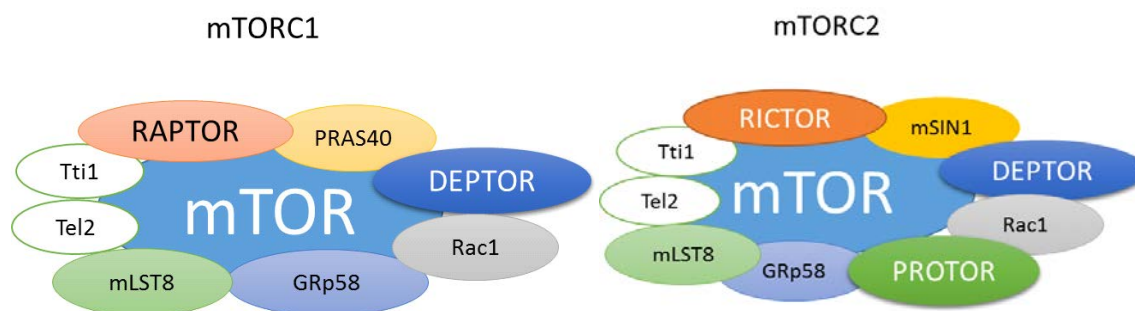 mTORC1
mTORC2
RAPTOR
PRAS40
Tti1
DEPTOR
mTOR
Tel2
Rac1
mLST8
GRp58
RICTOR
mSIN1
Tti1
DEPTOR
mTOR
Tel2
Rac1
mLST8
GRp58
PROTOR